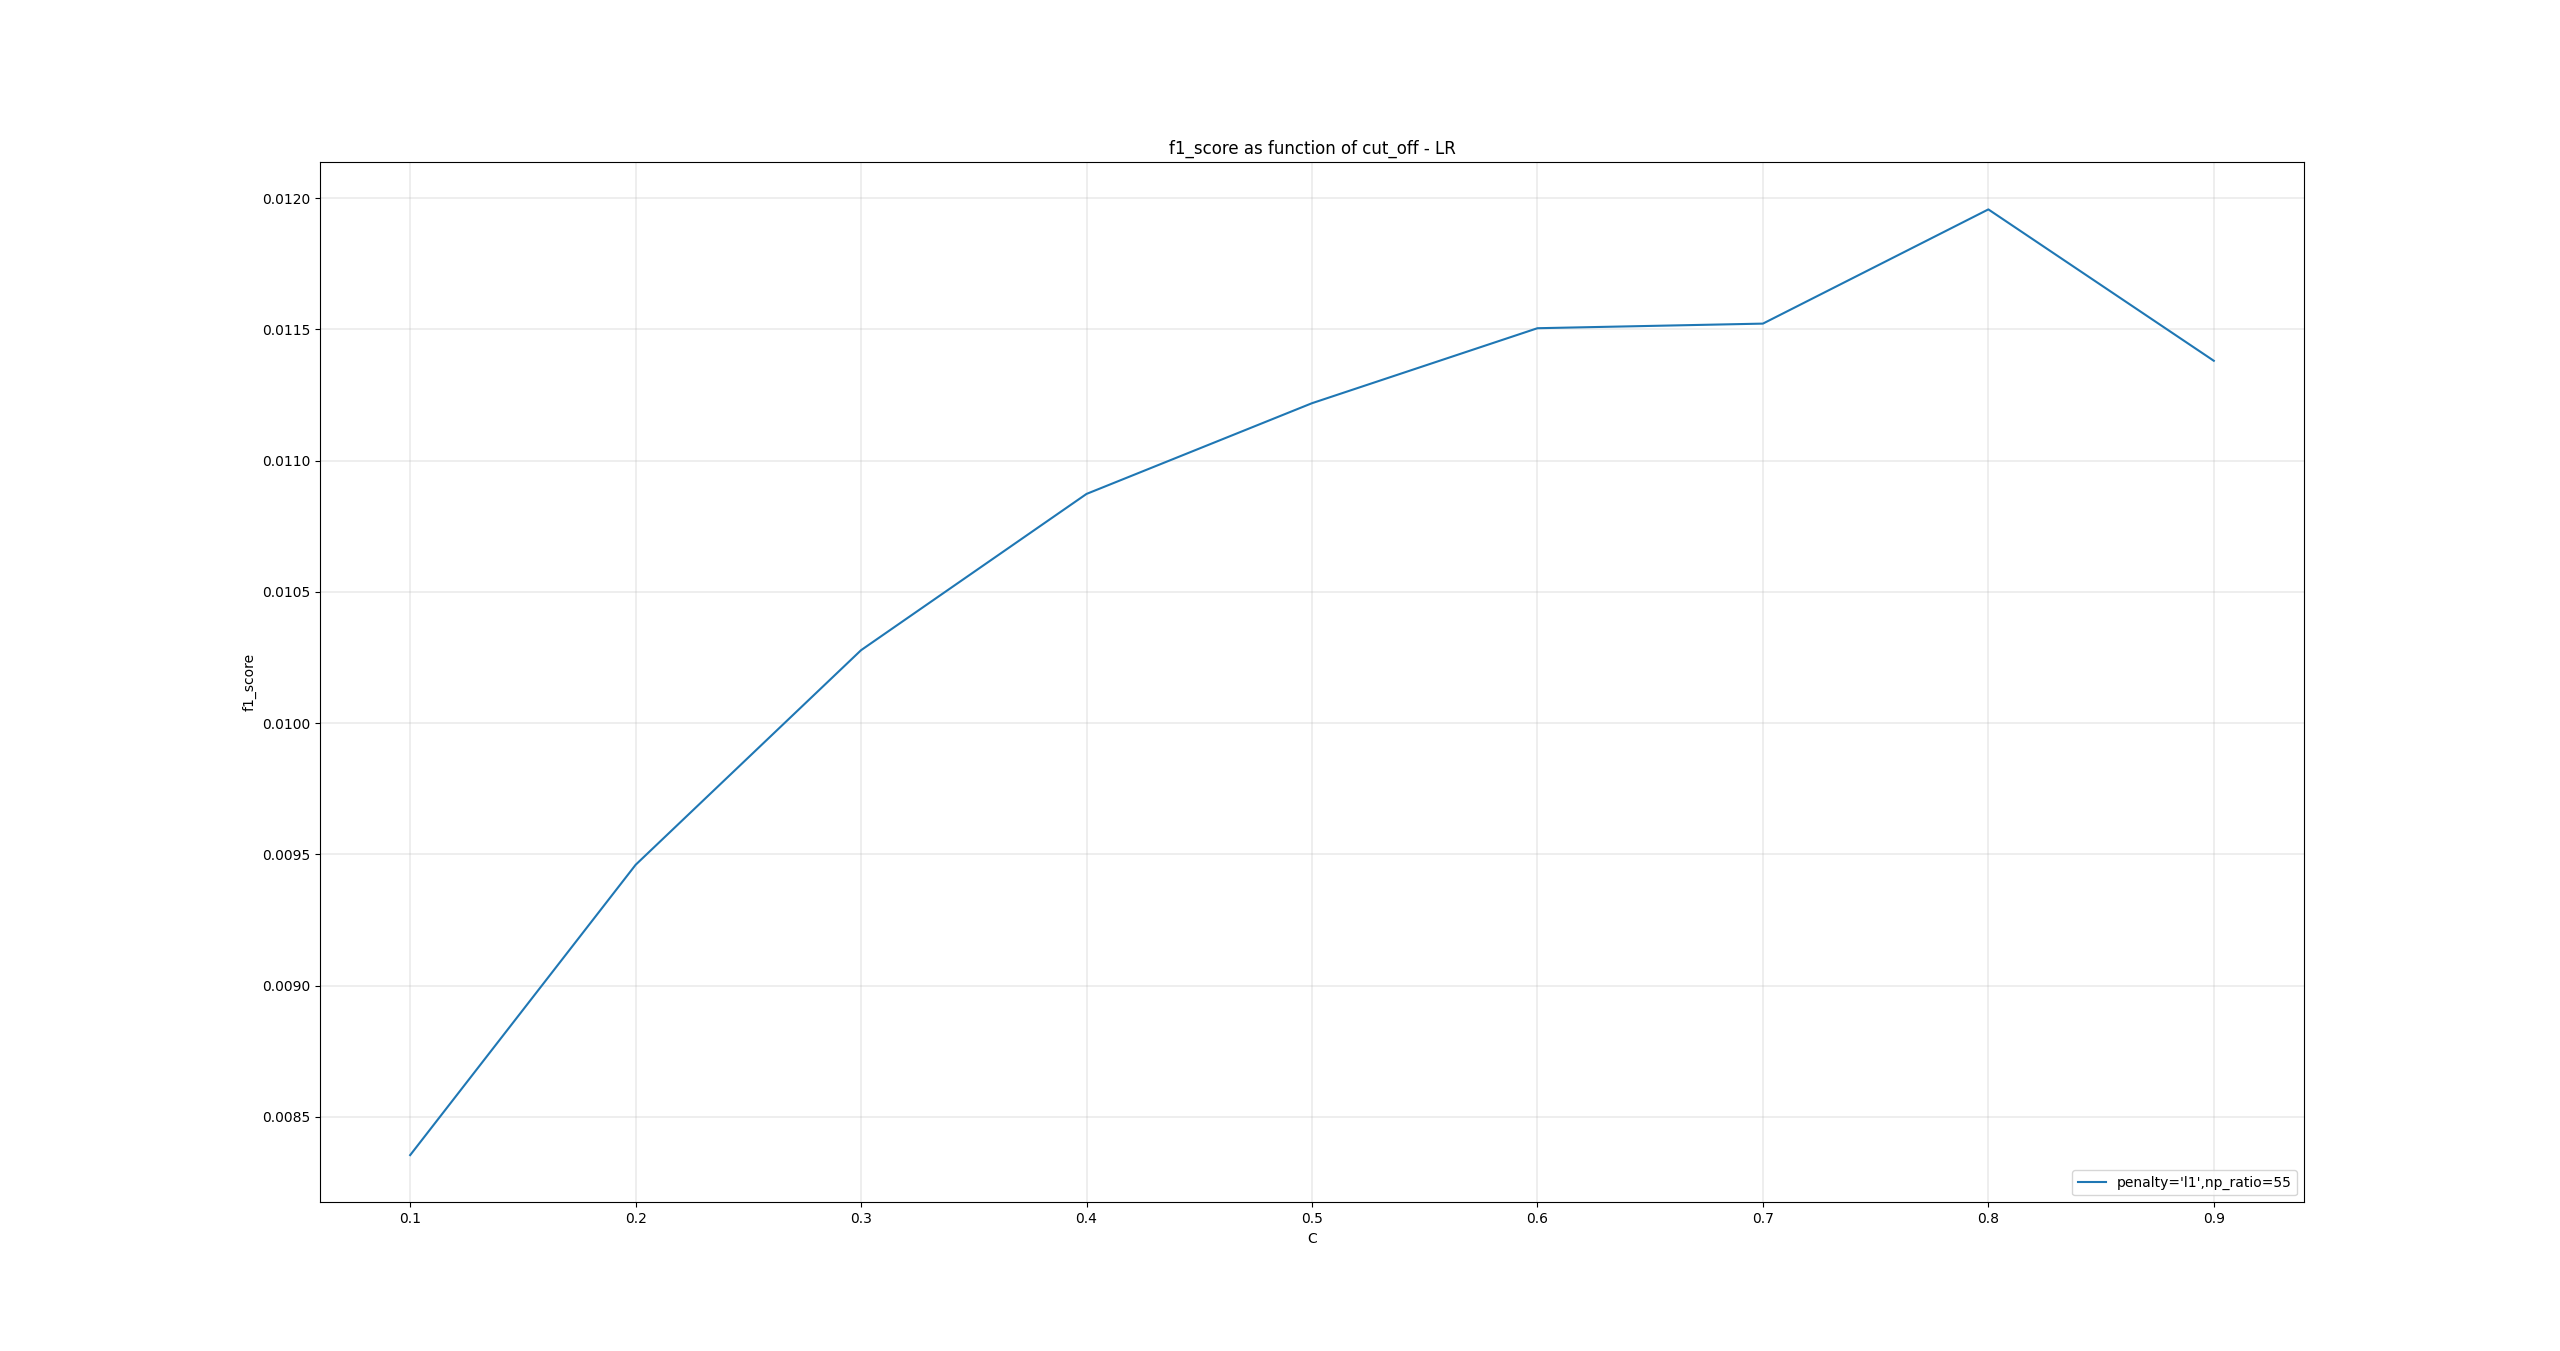 f1_score as function of cut_off - LR
0.0120
0.0115
0.0110
0.0105
0.0100
0.0095
0.0090
0.0085
f1_score
penalty='l1',np_ratio=55
0.1 0.2 0.3 0.4 0.5 0.6 0.7 0.8 0.9
C